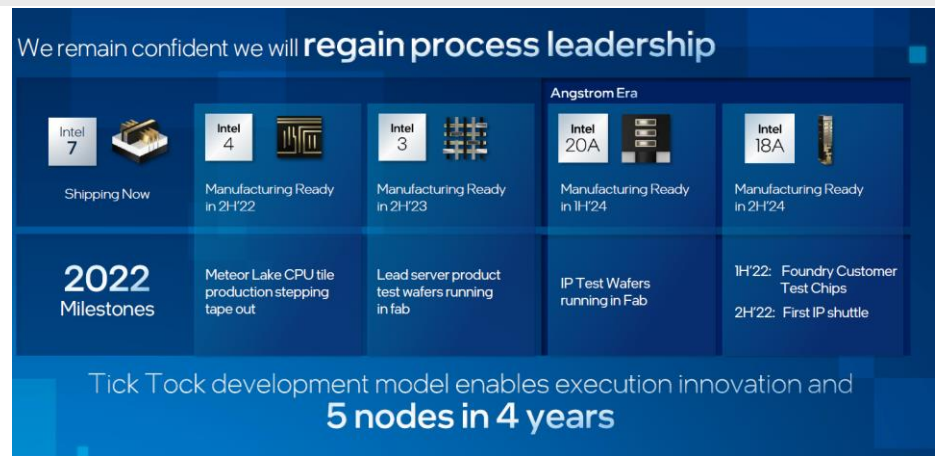 We remain confident we will regain process leadership
Angstrom Era
Intel
7
Shipping Now
Intel
4
Manufacturing Ready
in 2H'22
Intel
3
Manufacturing Ready
in 2H'23
Intel
20A
Manufacturing Ready
in 1H'24
Intel
18A
Manufacturing Ready
in 2H'24
2022
Milestones
Meteor Lake CPU tile
production stepping
tape out
Lead server product
test wafers running
in fab
IP Test Wafers
running in Fab
1H'22: Foundry Customer
Test Chips
2H'22: First IP shuttle
Tick Tock development model enables execution innovation and
5 nodes in 4 years